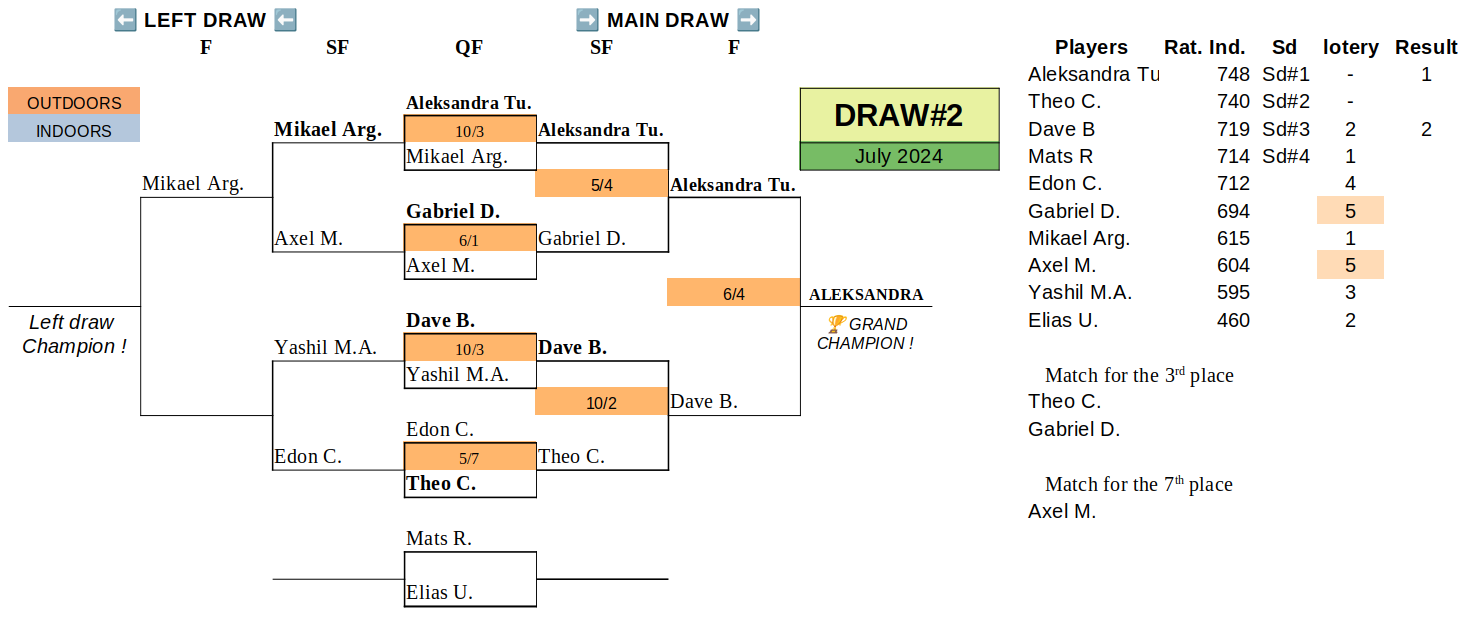 ⬅️ LEFT DRAW ⬅️ ➡️ MAIN DRAW ➡️
F SF QF SF F
Players Rat. Ind. Sd lotery Result
Aleksandra Tu 748 Sd#1 - 1
OUTDOORS Aleksandra Tu. DRAW#2
Theo C. 740 Sd#2 -
INDOORS Mikael Arg. 10/3 Aleksandra Tu.
Dave B 719 Sd#3 2 2
Mikael Arg. July 2024
Mats R 714 Sd#4 1
Mikael Arg. 5/4 Aleksandra Tu.
Edon C. 712 4
Gabriel D.
Gabriel D. 694 5
Axel M. 6/1 Gabriel D.
Mikael Arg. 615 1
Axel M.
Axel M. 604 5
6/4 ALEKSANDRA
Yashil M.A. 595 3
Left draw Dave B. 🏆GRAND
Elias U. 460 2
Champion ! CHAMPION !
Yashil M.A. 10/3 Dave B.
Yashil M.A.
Match for the 3rd place
10/2 Dave B.
Theo C.
Edon C.
Gabriel D.
Edon C. 5/7 Theo C.
Theo C.
Match for the 7th place
Axel M.
Mats R.
Elias U.